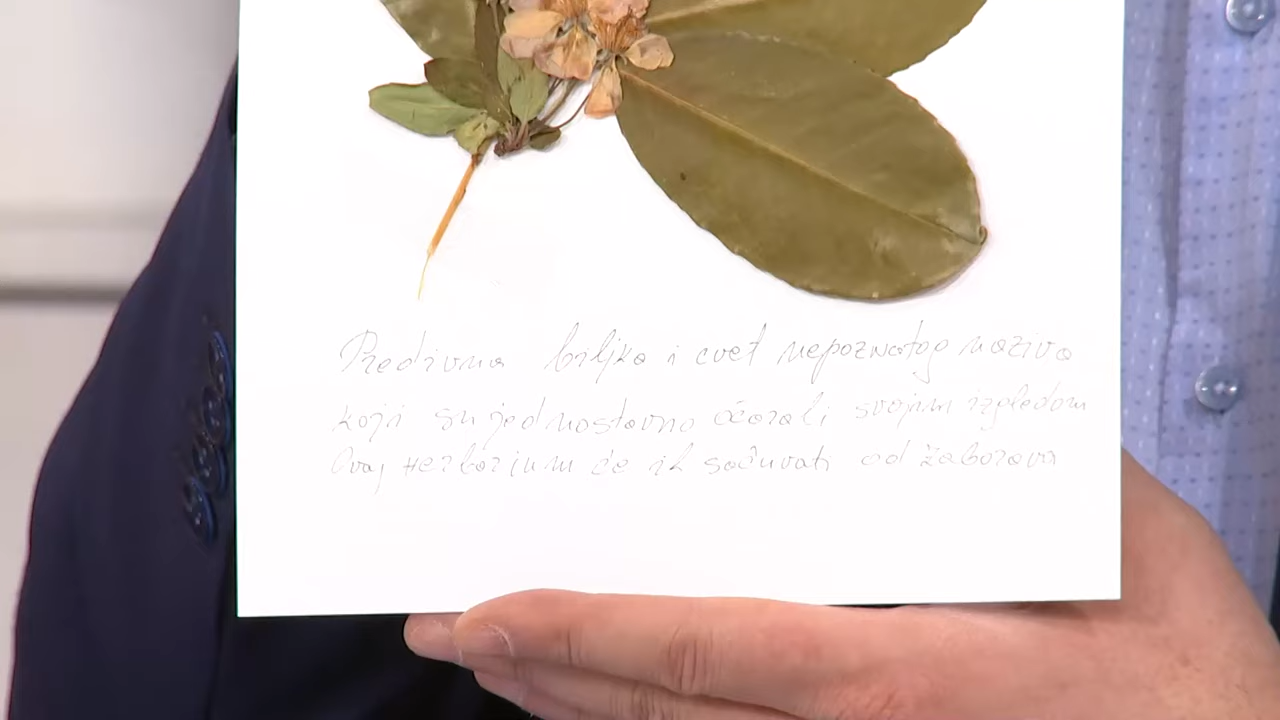 Predivna biljka i cvet nepoznatog naziva
koji su jednostavno očarali svojim izgledom
Ovaj Herbarium će ih sačuvati od zaborava